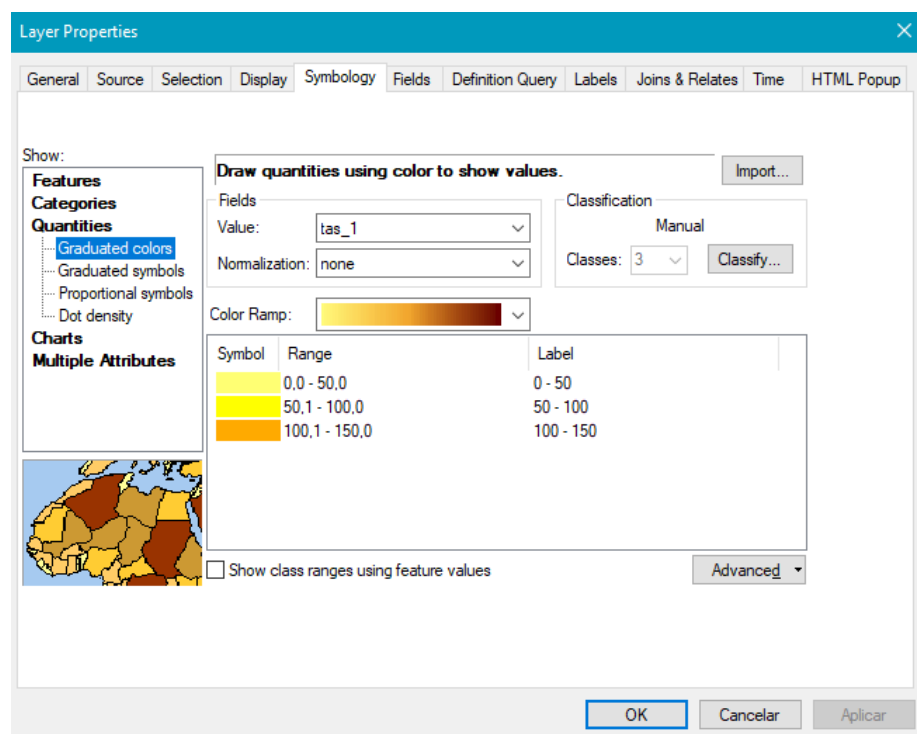 Layer Properties
General Source Selection Display Symbology Fields Definition Query Labels Joins & Relates Time HTML Popup
Show:
Features
Categories
Quantities
Graduated colors
Graduated symbols
Proportional symbols
Dot density
Charts
Multiple Attributes
Draw quantities using color to show values.
Import...
Fields
Value: tas_1
Normalization: none
Classification
Manual
Classes: 3 Classify...
Color Ramp:
Symbol Range Label
0,0 - 50,0 0 - 50
50,1 - 100,0 50 - 100
100,1 - 150,0 100 - 150
Show class ranges using feature values
Advanced
OK Cancelar Aplicar